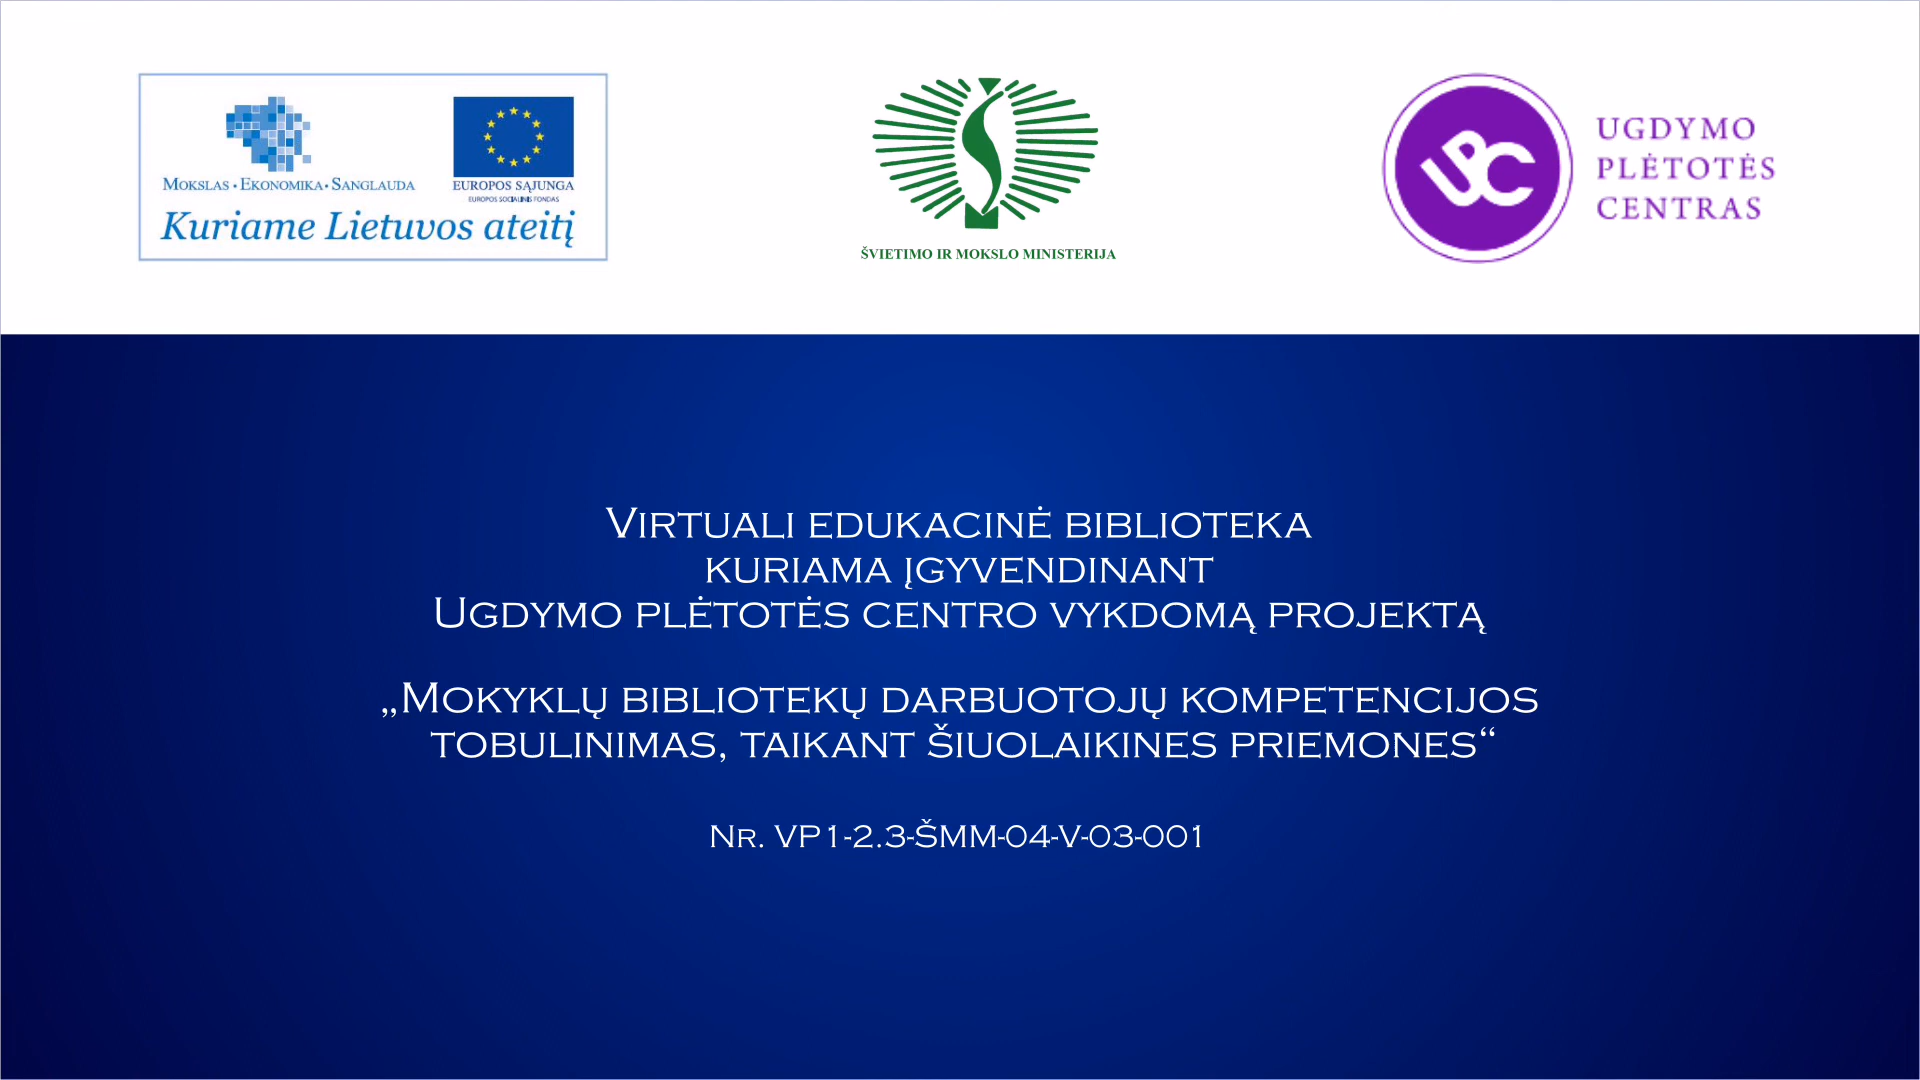 Mokslas • Ekonomika • Sanglauda
EUROPOS SĄJUNGA
EUROPOS SOCIALINIS FONDAS
Kuriame Lietuvos ateitį
ŠVIETIMO IR MOKSLO MINISTERIJA
UPC
UGDYMO
PLĖTOTĖS
CENTRAS
Virtuali edukacinė biblioteka
kuriama įgyvendinant
Ugdymo plėtotės centro vykdomą projektą
„Mokyklų bibliotekų darbuotojų kompetencijos
tobulinimas, taikant šiuolaikines priemones“
Nr. VP1-2.3-ŠMM-04-V-03-001